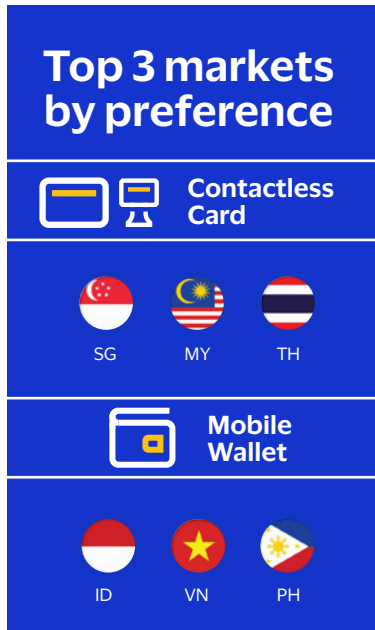 Top 3 markets
by preference
Contactless
Card
SG MY TH
Mobile
Wallet
ID VN PH